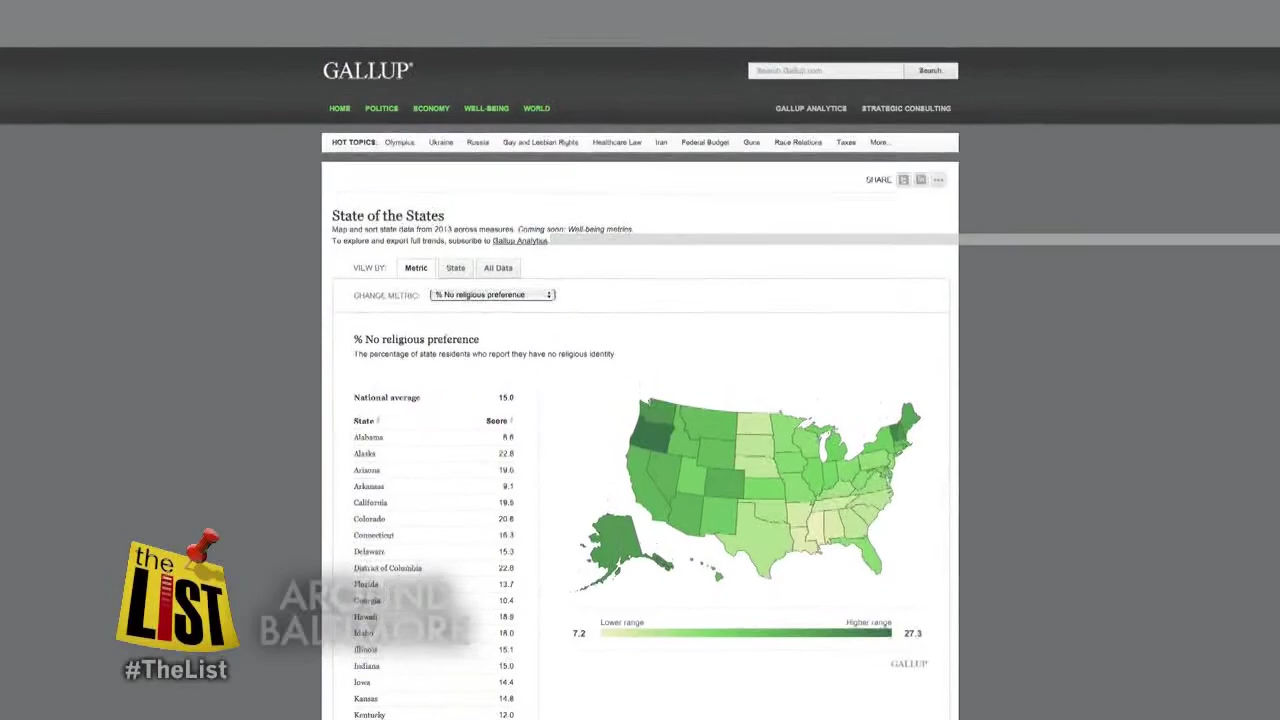 GALLUP®
Search Gallup.com
Search
HOME POLITICS ECONOMY WELL-BEING WORLD
GALLUP ANALYTICS STRATEGIC CONSULTING
HOT TOPICS: Olympics Ukraine Russia Gay and Lesbian Rights Healthcare Law Iran Federal Budget Guns Race Relations Taxes More...
SHARE
State of the States
Map and sort state data from 2013 across measures. Coming soon: Well-being metrics.
To explore and export full trends, subscribe to Gallup Analytics.
VIEW BY: Metric State All Data
CHANGE METRIC: % No religious preference
% No religious preference
The percentage of state residents who report they have no religious identity
National average 15.0
State Score
Alabama 8.6
Alaska 22.8
Arizona 19.6
Arkansas 9.1
California 19.5
Colorado 20.6
Connecticut 16.3
Delaware 15.3
District of Columbia 22.8
Florida 13.7
Georgia 10.4
Hawaii 18.9
Idaho 18.0
Illinois 15.1
Indiana 15.0
Iowa 14.4
Kansas 14.8
Kentucky 12.0
Lower range Higher range
7.2 27.3
GALLUP
the
LIST
#TheList
AROUND
BALTIMORE